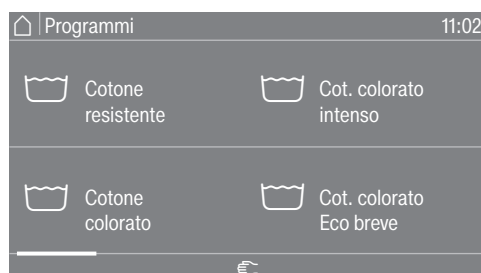 Programmi 11:02
Cotone
resistente
Cot. colorato
intenso
Cotone
colorato
Cot. colorato
Eco breve